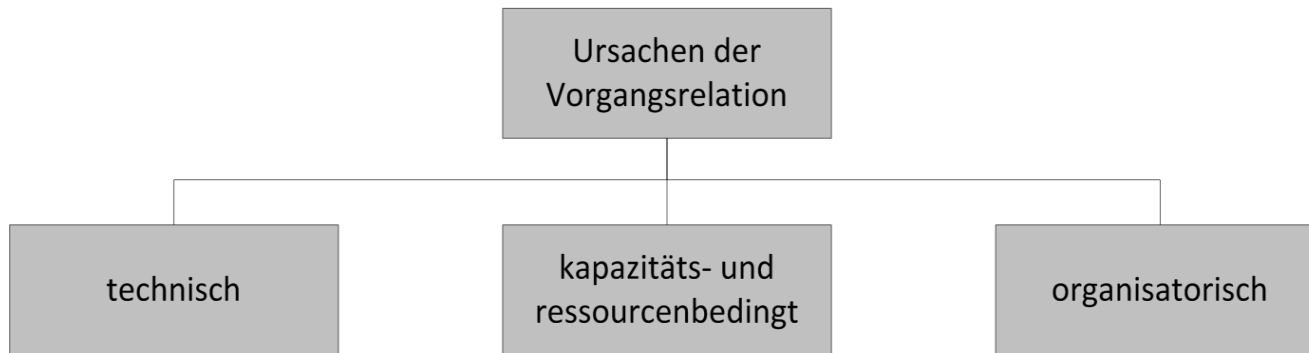 Ursachen der
Vorgangsrelation
technisch
kapazitäts- und
ressourcenbedingt
organisatorisch